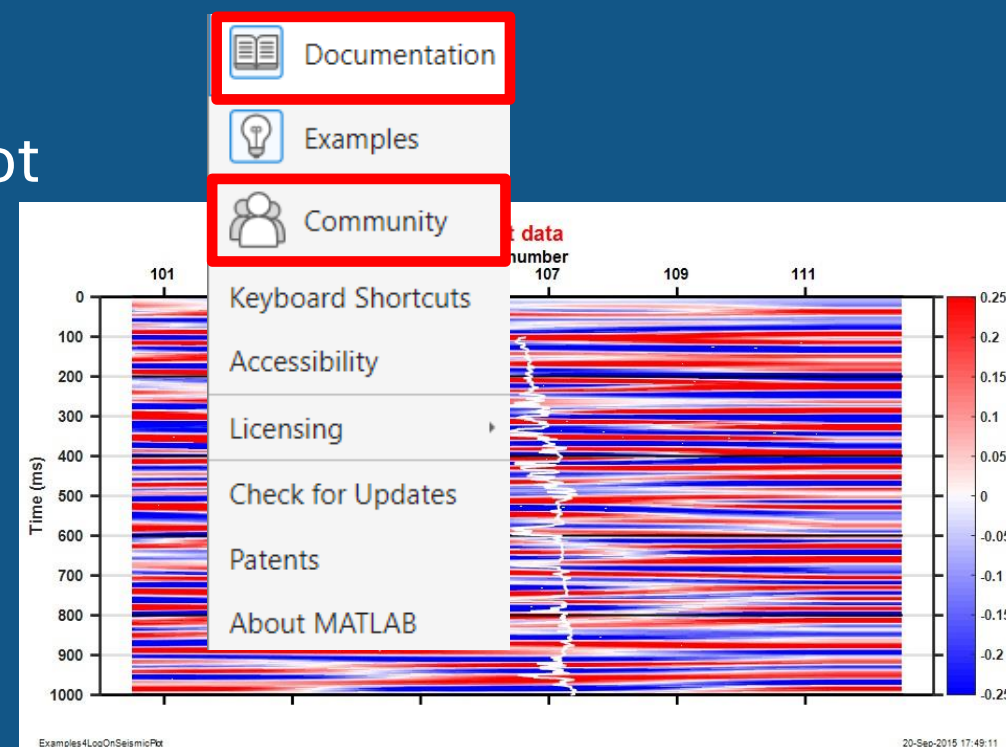 Documentation
Examples
Community
Keyboard Shortcuts
Accessibility
Licensing
Check for Updates
Patents
About MATLAB
ot
t data
number
101 107 109 111
0
100
200
300
400
500
600
700
800
900
1000
Time (ms)
0.25
0.2
0.15
0.1
0.05
0
-0.05
-0.1
-0.15
-0.2
-0.25
Examples4LogOnSeismicPlot
20-Sep-2015 17:49:11